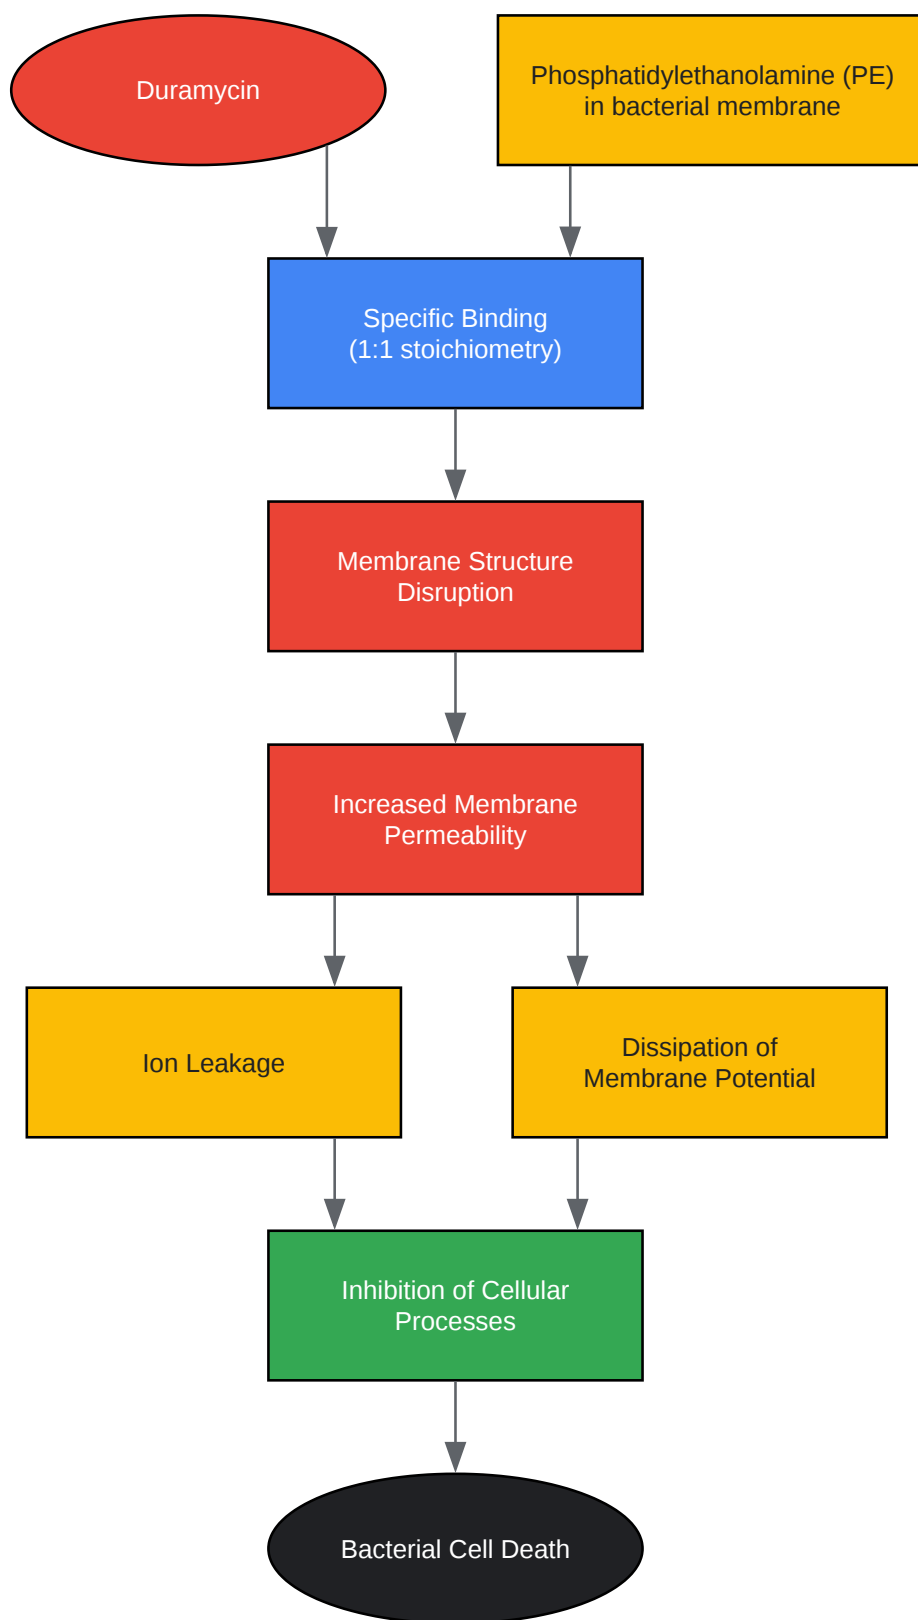 Duramycin
Phosphatidylethanolamine (PE)
in bacterial membrane
Specific Binding
(1:1 stoichiometry)
Membrane Structure
Disruption
Increased Membrane
Permeability
Ion Leakage
Dissipation of
Membrane Potential
Inhibition of Cellular
Processes
Bacterial Cell Death